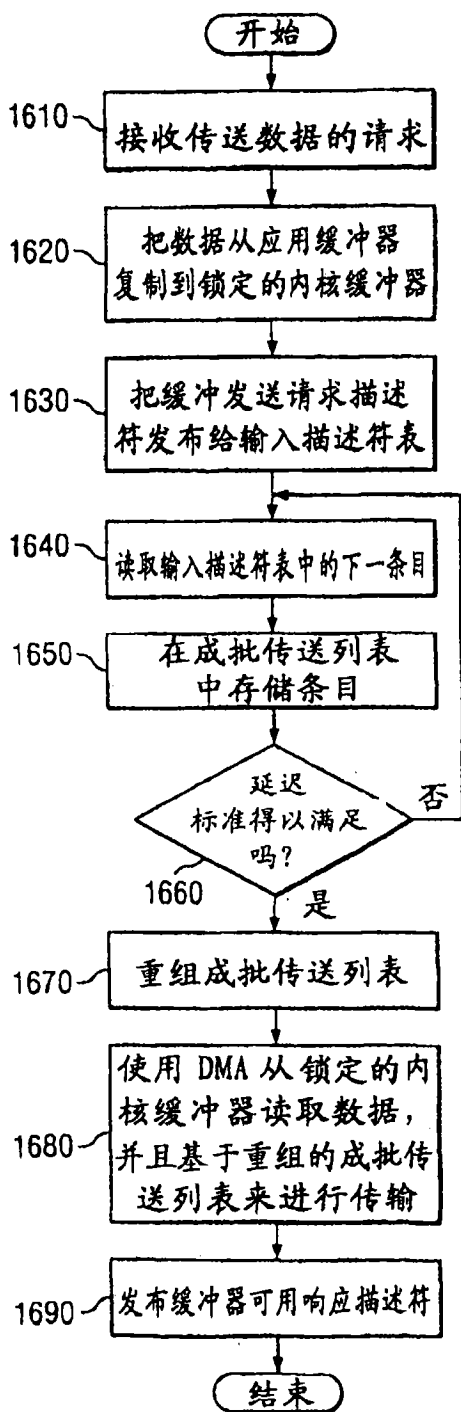 开始
1610
接收传送数据的请求
1620
把数据从应用缓冲器
复制到锁定的内核缓冲器
1630
把缓冲发送请求描述
符发布给输入描述符表
1640
读取输入描述符表中的下一条目
1650
在成批传送列表
中存储条目
延迟
标准得以满足
吗?
否
1660
是
1670
重组成批传送列表
1680
使用 DMA 从锁定的内
核缓冲器读取数据,
并且基于重组的成批传
送列表来进行传输
1690
发布缓冲器可用响应描述符
结束